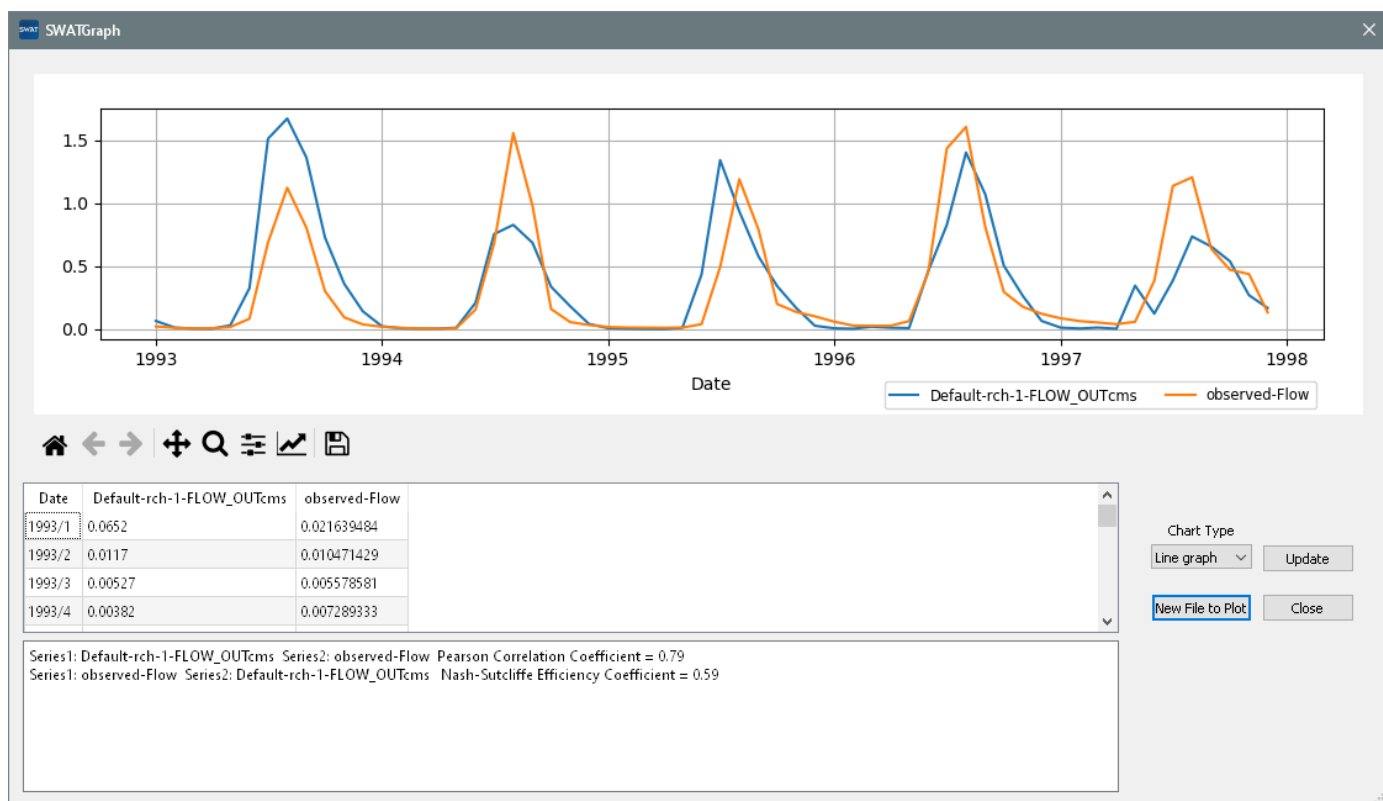 SWAT SWATGraph
1.5
1.0
0.5
0.0
1993 1994 1995 1996 1997 1998
Date
Default-rch-1-FLOW_OUTcms observed-Flow
Date Default-rch-1-FLOW_OUTcms observed-Flow
1993/1 0.0652 0.021639484
1993/2 0.0117 0.010471429
1993/3 0.00527 0.005578581
1993/4 0.00382 0.007289333
Chart Type
Line graph Update
New File to Plot Close
Series1: Default-rch-1-FLOW_OUTcms Series2: observed-Flow Pearson Correlation Coefficient = 0.79
Series1: observed-Flow Series2: Default-rch-1-FLOW_OUTcms Nash-Sutcliffe Efficiency Coefficient = 0.59